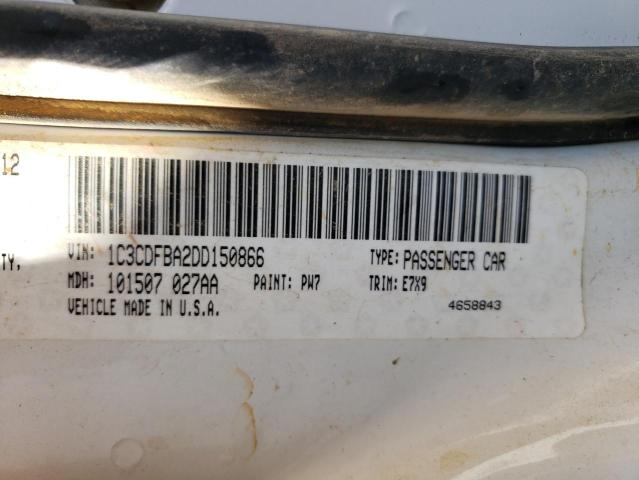 12
TY,
VIN: 1C3CDFBA2DD150866 TYPE: PASSENGER CAR
MDH: 101507 027AA PAINT: PW7 TRIM: E7X9
VEHICLE MADE IN U.S.A. 4658843